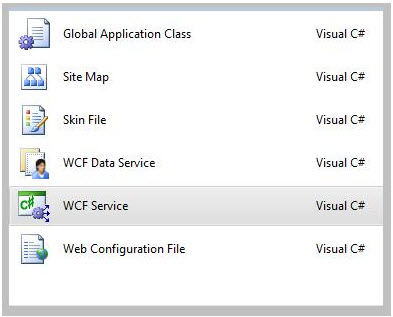 Global Application Class Visual C#
Site Map Visual C#
Skin File Visual C#
WCF Data Service Visual C#
C# WCF Service Visual C#
Web Configuration File Visual C#